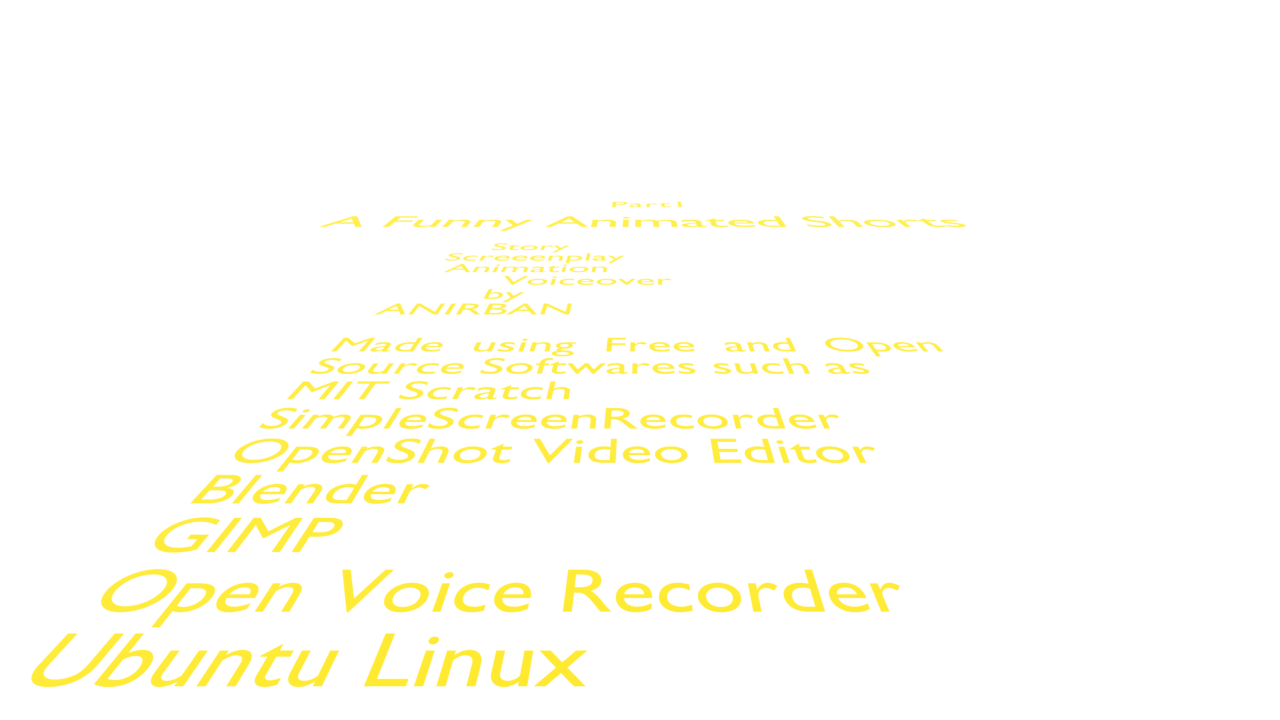 Part1
A Funny Animated Shorts
Story
Screeenplay
Animation
Voiceover
by
ANIRBAN
Made using Free and Open
Source Softwares such as
MIT Scratch
SimpleScreenRecorder
OpenShot Video Editor
Blender
GIMP
Open Voice Recorder
Ubuntu Linux